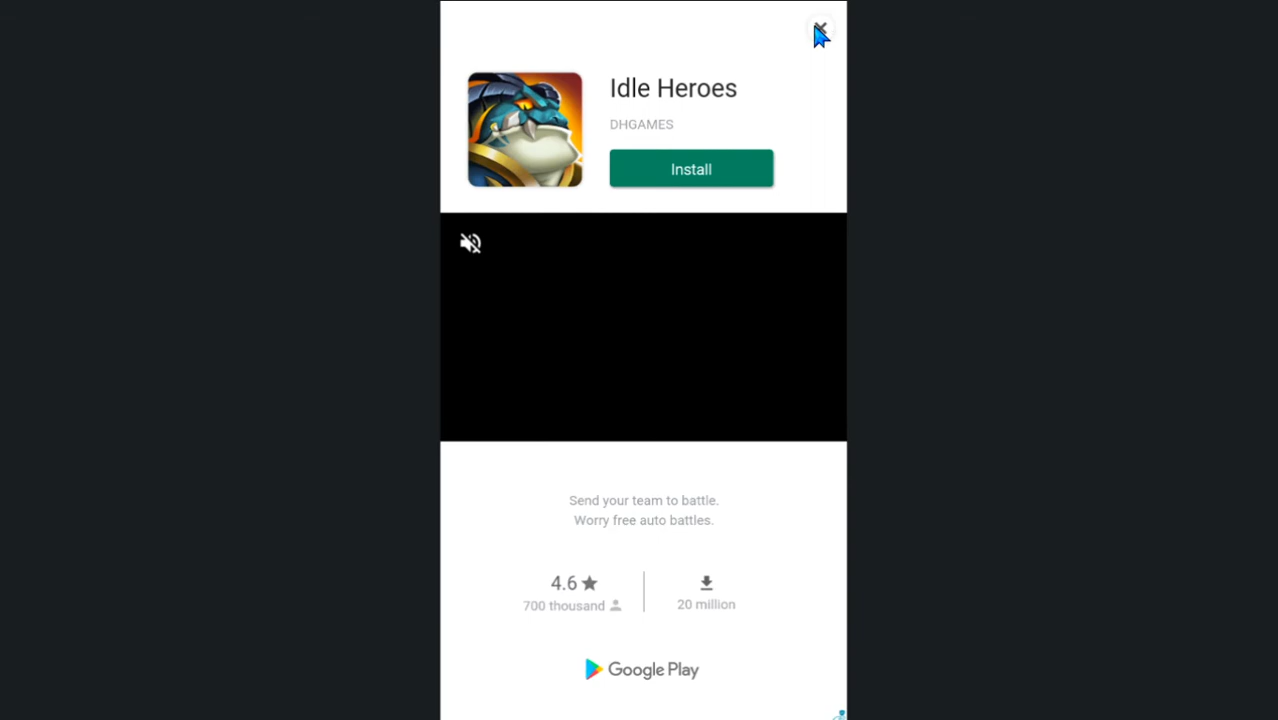 Idle Heroes
DHGAMES
Install
Send your team to battle.
Worry free auto battles.
4.6
700 thousand
20 million
Google Play